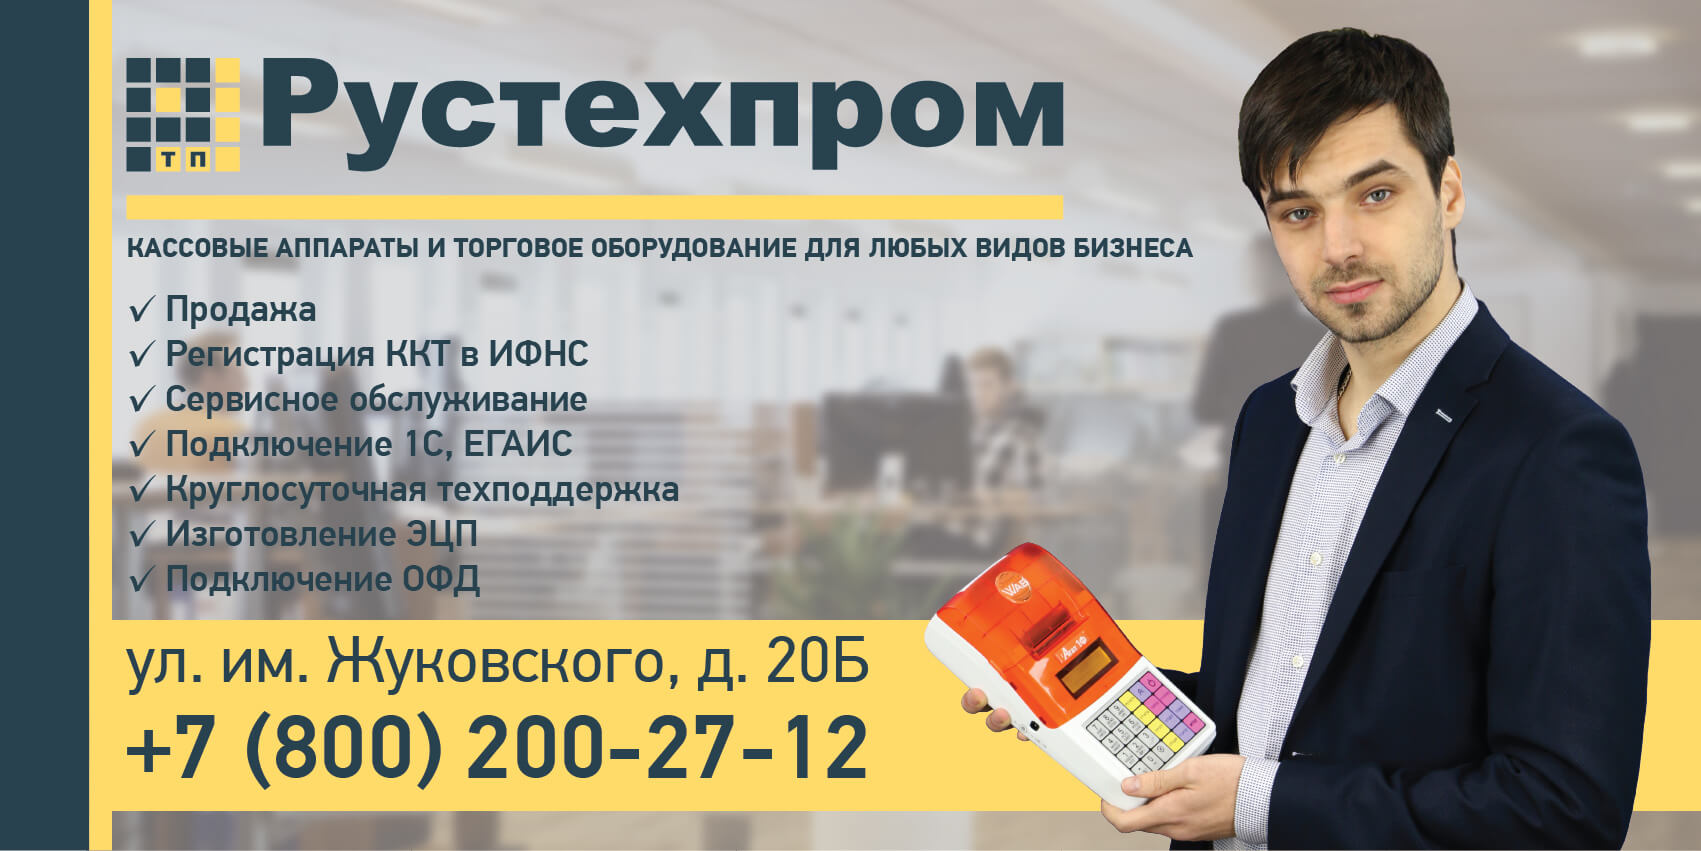 ТП
Рустехпром
КАССОВЫЕ АППАРАТЫ И ТОРГОВОЕ ОБОРУДОВАНИЕ ДЛЯ ЛЮБЫХ ВИДОВ БИЗНЕСА
✓ Продажа
✓ Регистрация ККТ в ИФНС
✓ Сервисное обслуживание
✓ Подключение 1С, ЕГАИС
✓ Круглосуточная техподдержка
✓ Изготовление ЭЦП
✓ Подключение ОФД
ул. им. Жуковского, д. 20Б
+7 (800) 200-27-12